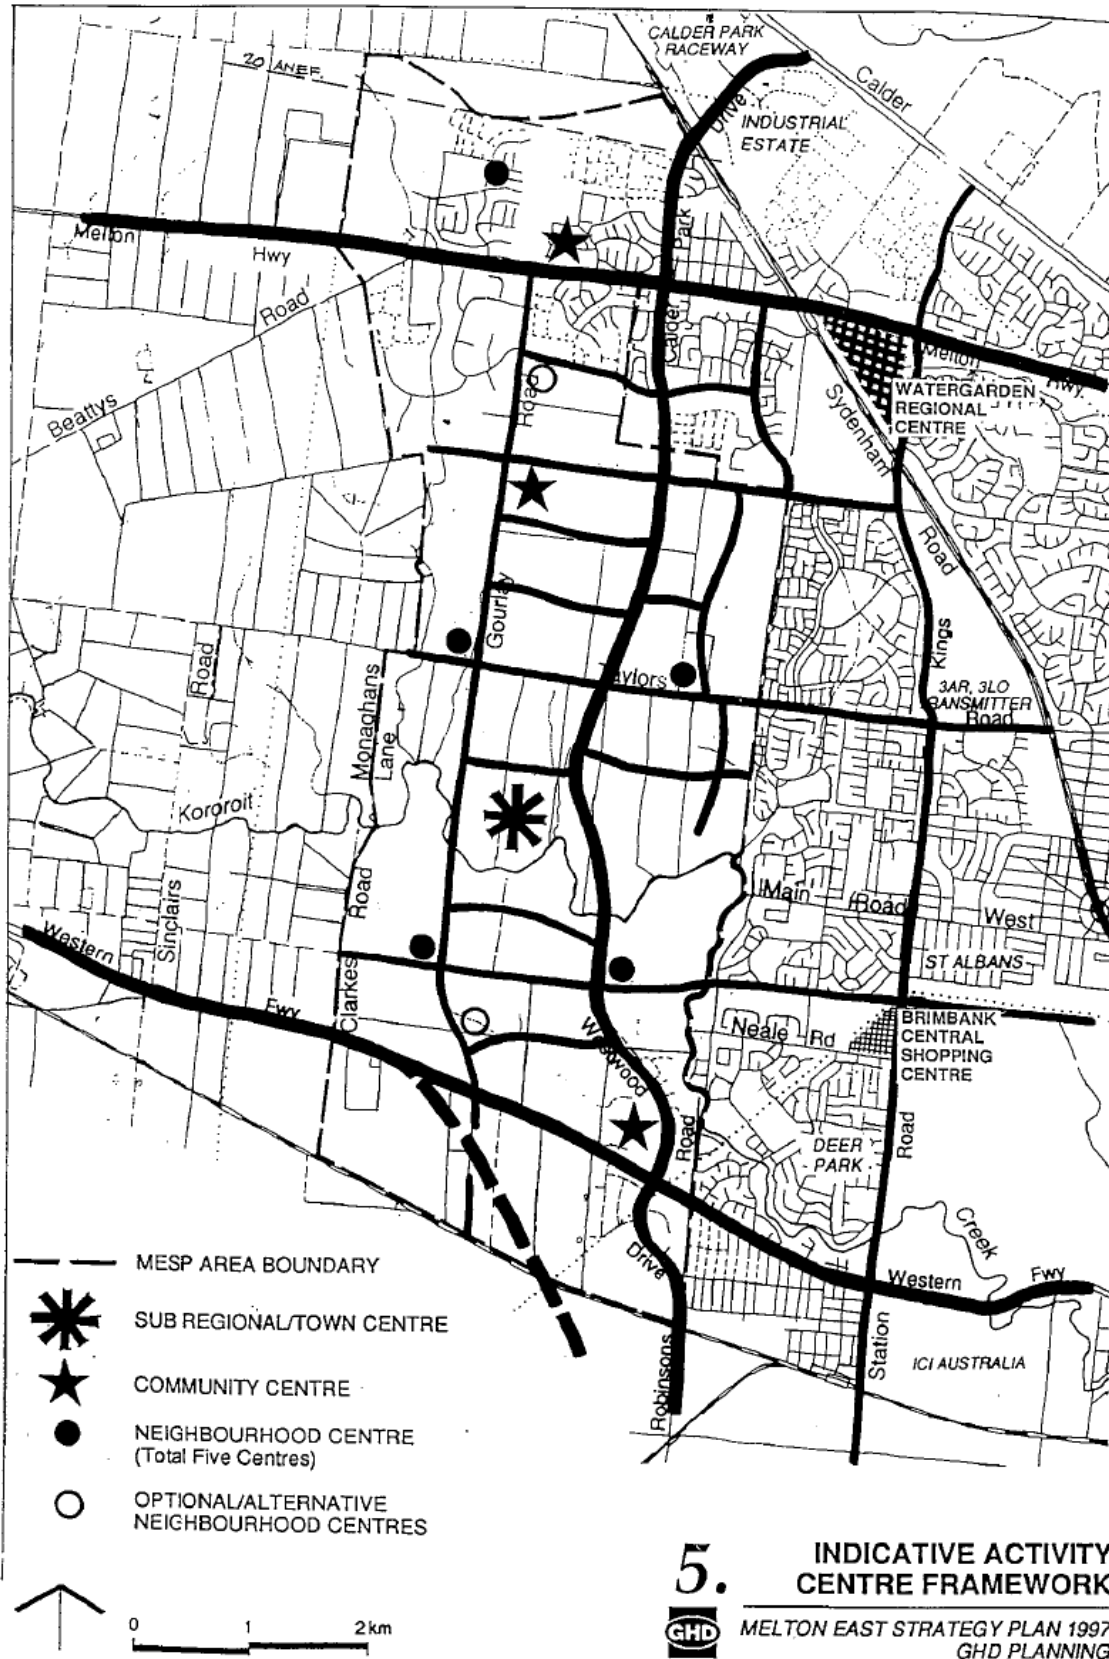 CALDER PARK
RACEWAY
20 ANEF.
Calder
Drive
INDUSTRIAL
ESTATE
Park
Melton
Hwy
Road
Calder
Melton
Hwy
Road
WATERGARDEN
REGIONAL
CENTRE
Beattys
Sydenham
Road
Gourlay
Kings
Road
Taylors
3AR, 3LO
TRANSMITTER
Road
Monaghans
Lane
Kororoit
Main Road West
Road
Sinclairs
Western
ST ALBANS
Clarkes
Fwy
Westwood
Neale Rd
BRIMBANK
CENTRAL
SHOPPING
CENTRE
Road
Road
DEER
PARK
Creek
Drive
Western Fwy
Station
ICI AUSTRALIA
Robinsons
MESP AREA BOUNDARY
SUB REGIONAL/TOWN CENTRE
COMMUNITY CENTRE
NEIGHBOURHOOD CENTRE
(Total Five Centres)
OPTIONAL/ALTERNATIVE
NEIGHBOURHOOD CENTRES
0 1 2 km
5. INDICATIVE ACTIVITY
CENTRE FRAMEWORK
GHD MELTON EAST STRATEGY PLAN 1997
GHD PLANNING